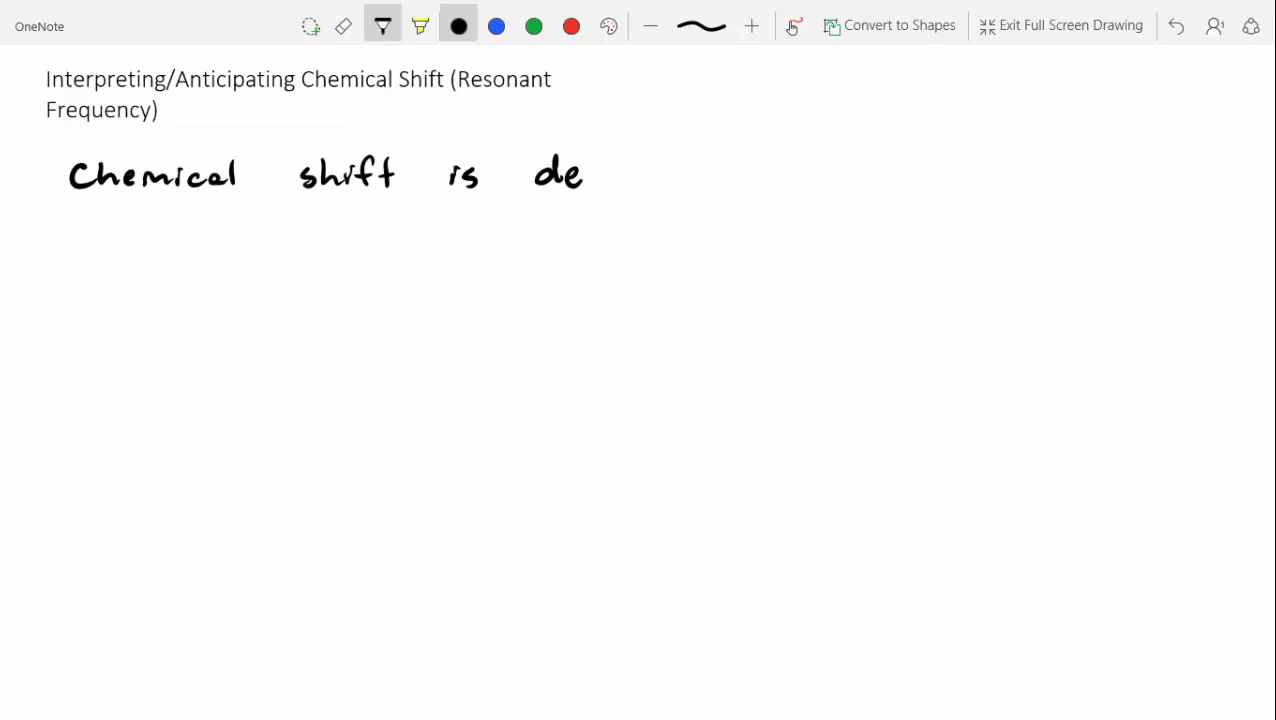 OneNote
Convert to Shapes
Exit Full Screen Drawing
Interpreting/Anticipating Chemical Shift (Resonant
Frequency)
Chemical shift is de